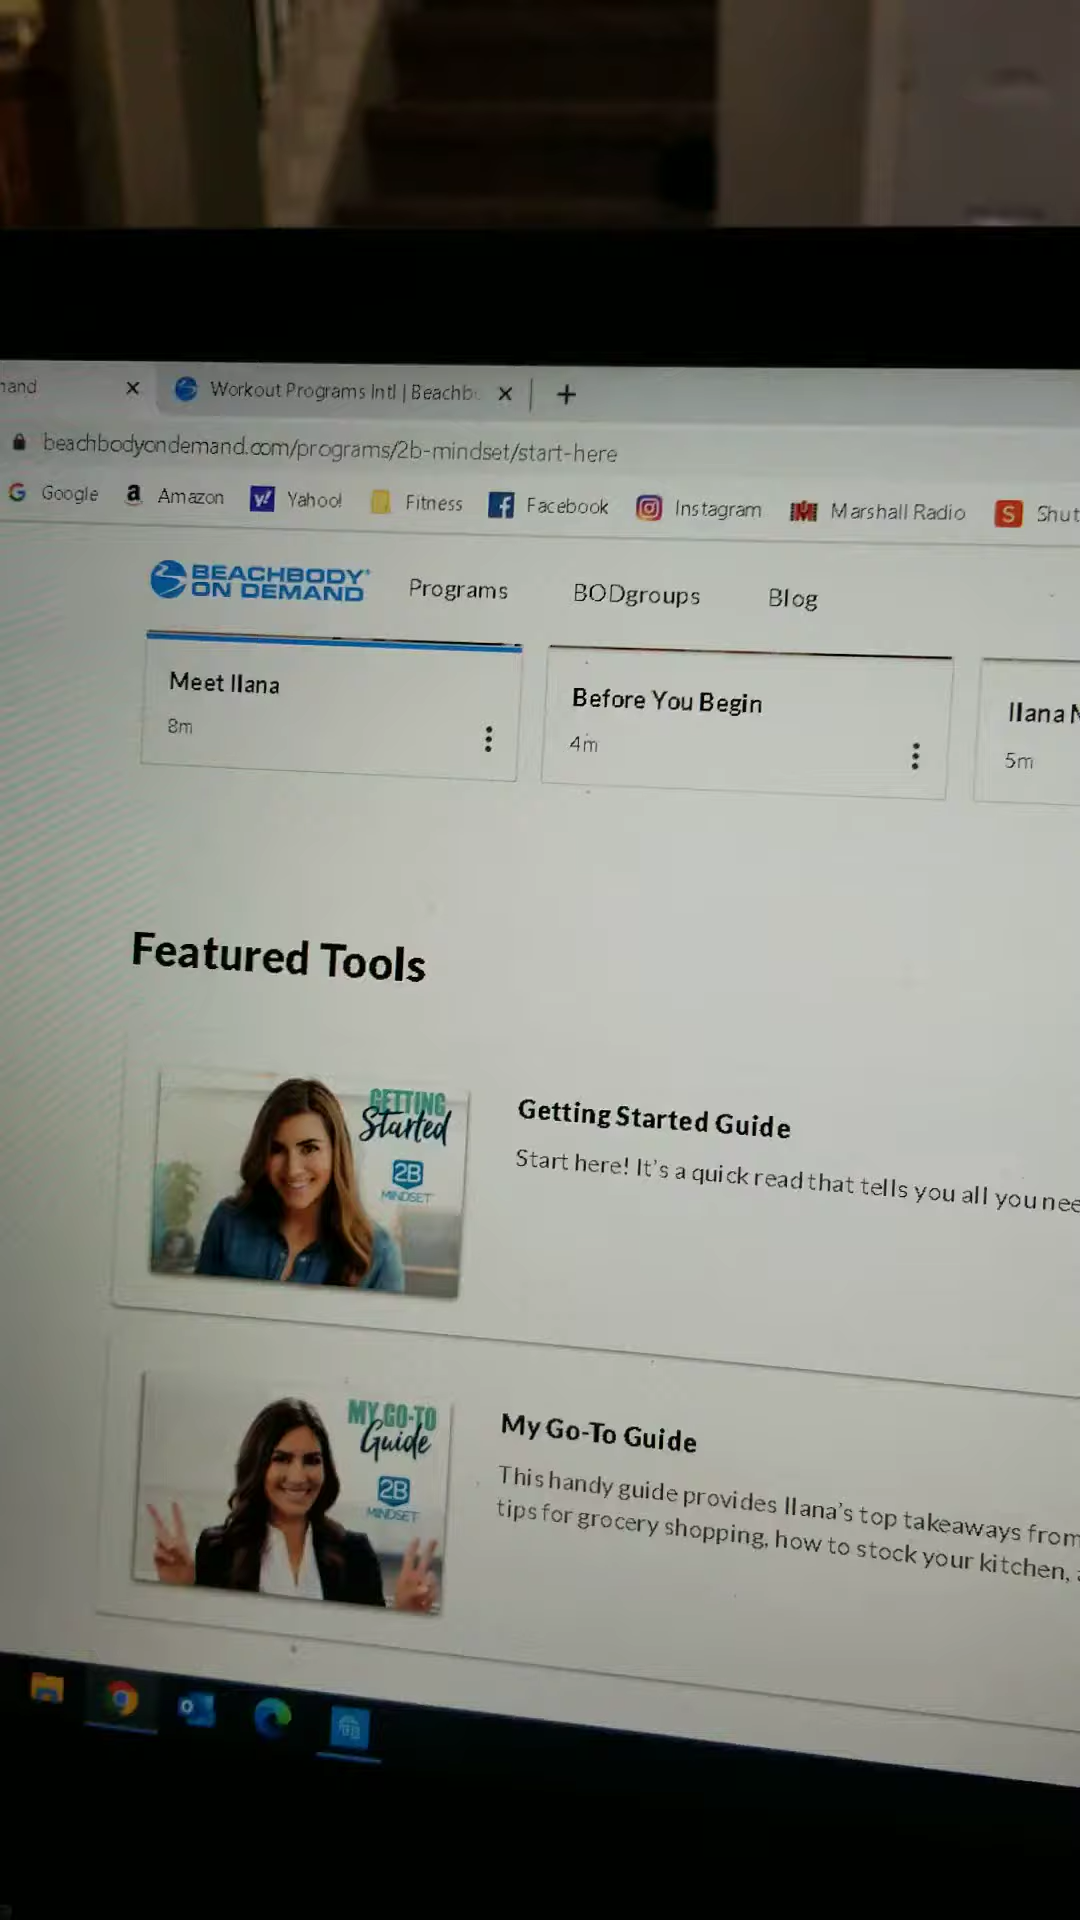 Workout Programs Intl | Beachb
beachbodyondemand.com/programs/2b-mindset/start-here
Google Amazon Yahoo! Fitness Facebook Instagram Marshall Radio Shut
BEACHBODY ON DEMAND Programs BODgroups Blog
Meet Ilana
8m
Before You Begin
4m
Ilana
5m
Featured Tools
GETTING
Started
2B
MINDSET
Getting Started Guide
Start here! It's a quick read that tells you all you nee
MY GO-TO
Guide
2B
MINDSET
My Go-To Guide
This handy guide provides Ilana's top takeaways from
tips for grocery shopping, how to stock your kitchen,